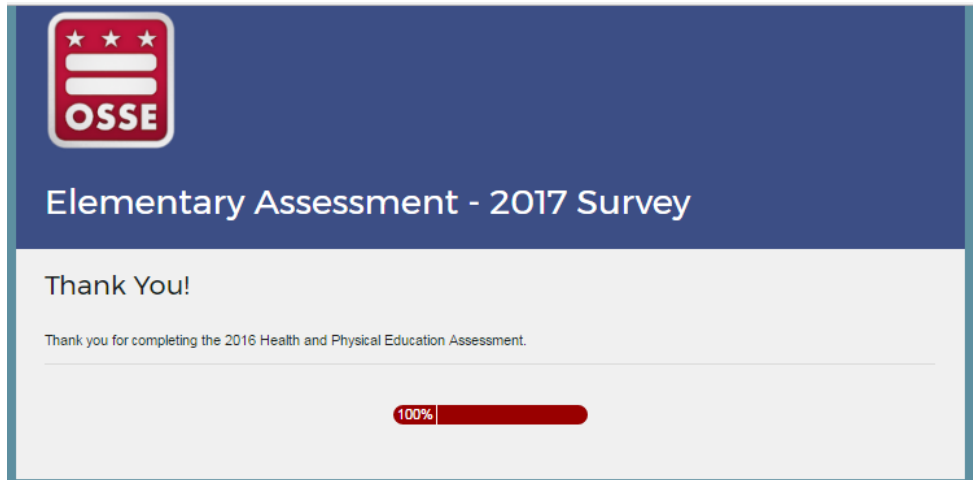 OSSE
Elementary Assessment - 2017 Survey
Thank You!
Thank you for completing the 2016 Health and Physical Education Assessment.
100%